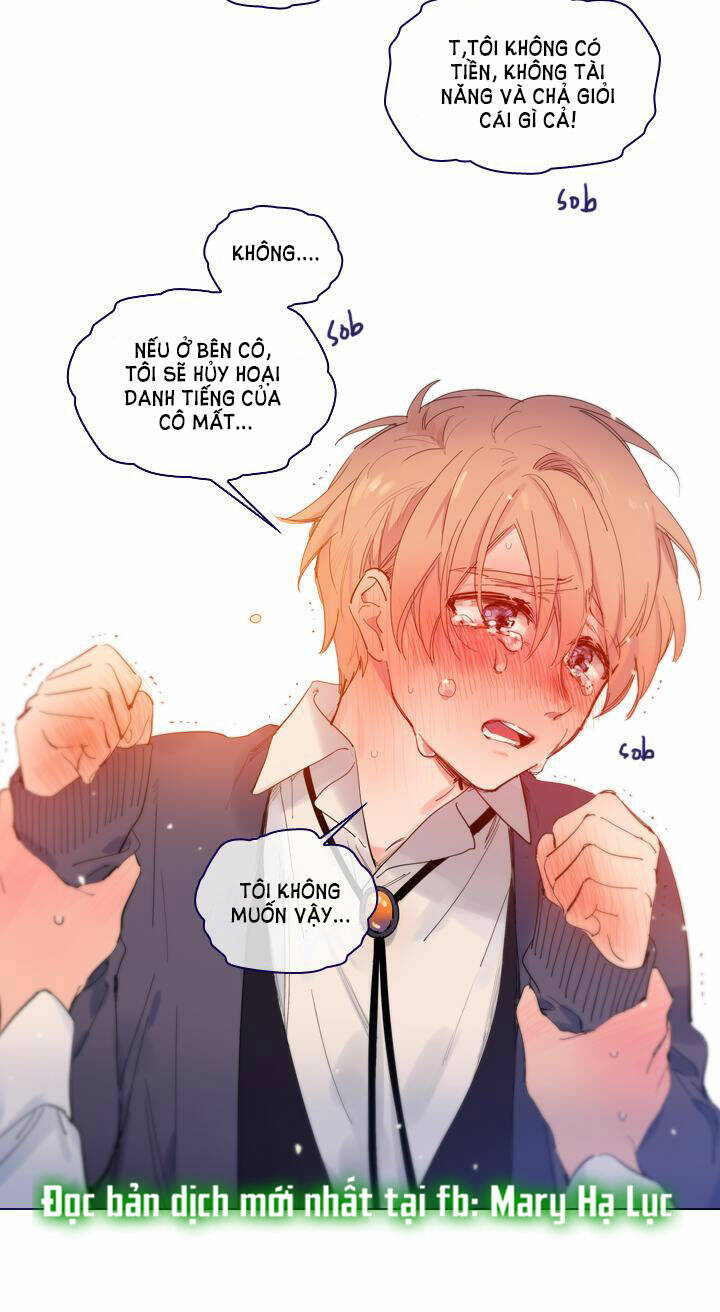 T,TÔI KHÔNG CÓ
TIỀN, KHÔNG TÀI
NĂNG VÀ CHẢ GIỎI
CÁI GÌ CẢ!
sob
KHÔNG....
sob
NẾU Ở BÊN CÔ,
TÔI SẼ HỦY HOẠI
DANH TIẾNG CỦA
CÔ MẤT...
sob
TÔI KHÔNG
MUỐN VẬY...
Đọc bản dịch mới nhất tại fb: Mary Hạ Lục